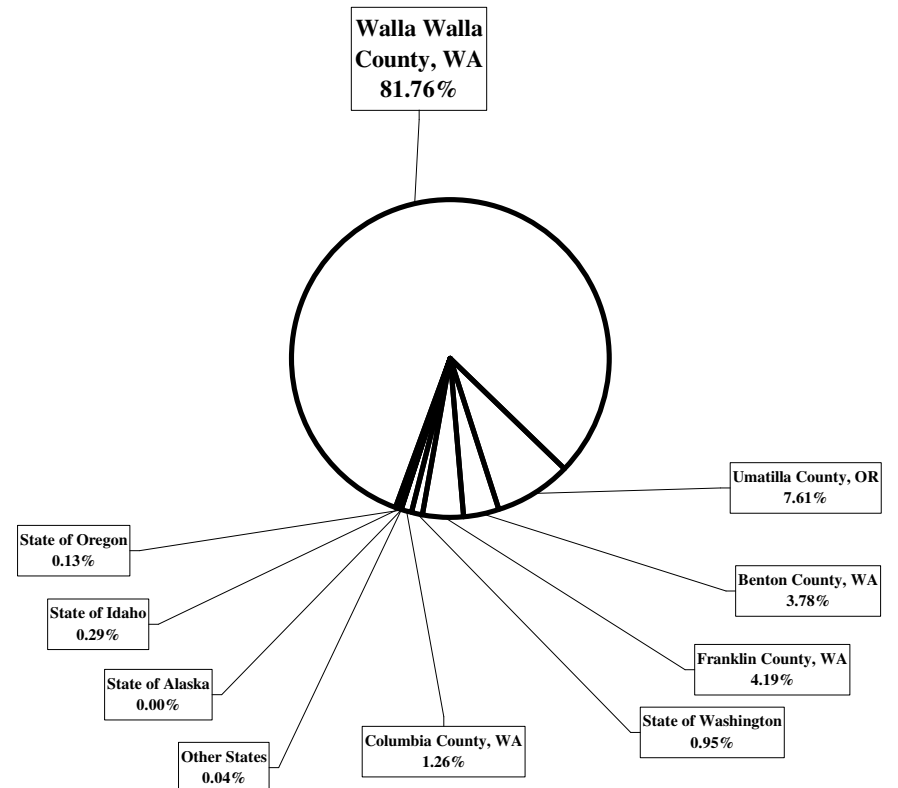 Walla Walla
County, WA
81.76%
Umatilla County, OR
7.61%
Benton County, WA
3.78%
Franklin County, WA
4.19%
State of Washington
0.95%
Columbia County, WA
1.26%
Other States
0.04%
State of Alaska
0.00%
State of Idaho
0.29%
State of Oregon
0.13%